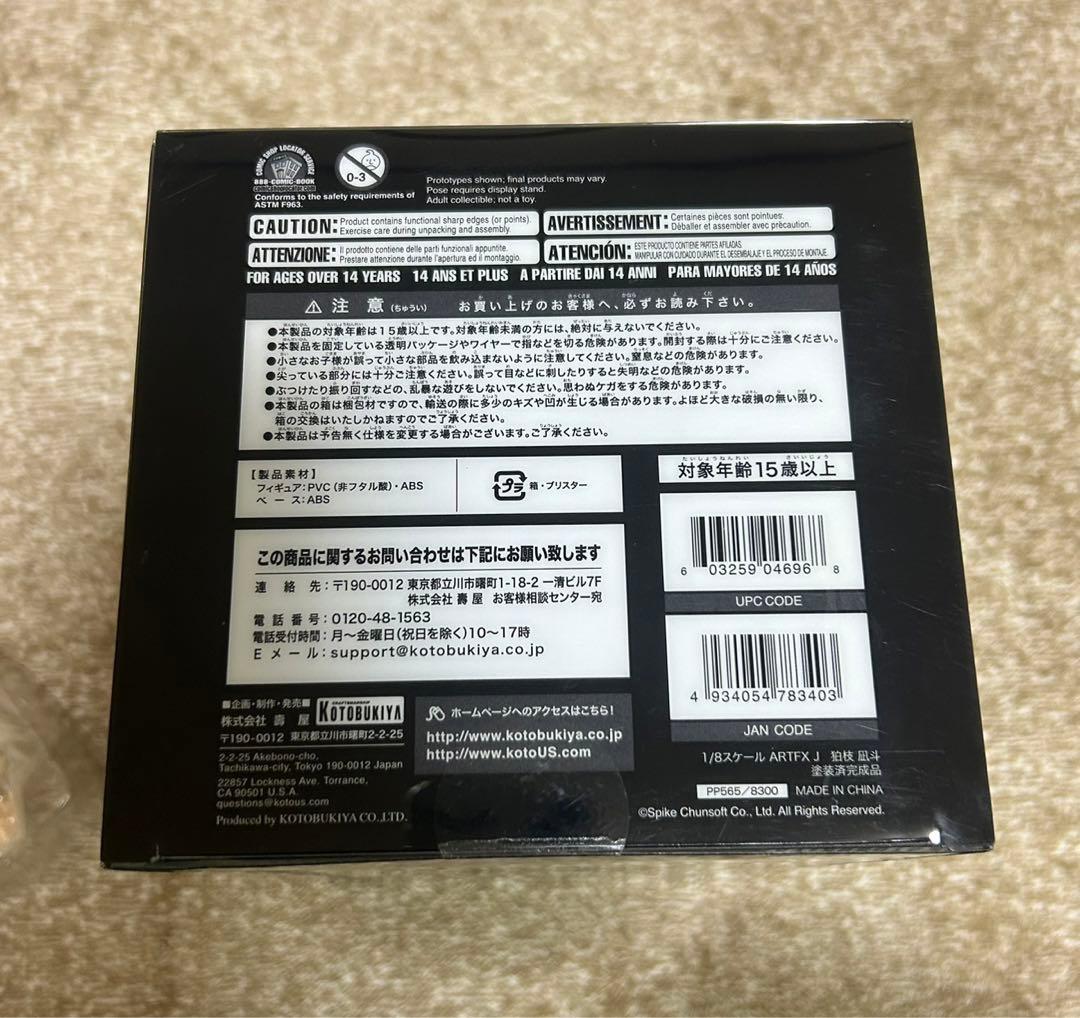 COMIC SHOP LOCATOR SERVICE
888-COMIC-BOOK
comicshoplocator.com
0-3
Conforms to the safety requirements of
ASTM F963.
Prototypes shown; final products may vary.
Pose requires display stand.
Adult collectible; not a toy.
CAUTION: Product contains functional sharp edges (or points).
Exercise care during unpacking and assembly.
AVERTISSEMENT: Certaines pièces sont pointues:
Déballer et assembler avec précaution.
ATTENZIONE: Il prodotto contiene delle parti funzionali appuntite.
Prestare attenzione durante l'apertura ed il montaggio.
ATENCIÓN: ESTE PRODUCTO CONTIENE PARTES AFILADAS.
MANIPULAR CON CUIDADO DURANTE EL DESEMBALAJE Y EL PROCESO DE MONTAJE.
FOR AGES OVER 14 YEARS 14 ANS ET PLUS A PARTIRE DAI 14 ANNI PARA MAYORES DE 14 AÑOS
⚠ 注意(ちゅうい) お買い上げのお客様へ、必ずお読み下さい。
●本製品の対象年齢は15歳以上です。対象年齢未満の方には、絶対に与えないでください。
●本製品を固定している透明パッケージやワイヤーで指などを切る危険があります。開封する際は十分にご注意ください。
●小さなお子様が誤って小さな部品を飲み込まないように注意してください。窒息などの危険があります。
●尖っている部分には十分ご注意ください。誤って目などに刺したりすると失明などの危険があります。
●ぶつけたり振り回すなどの、乱暴な遊びをしないでください。思わぬケガをする危険があります。
●本製品の箱は梱包材ですので、輸送の際に多少のキズや凹が生じる場合があります。よほど大きな破損の無い限り、
箱の交換はいたしかねますのでご了承ください。
●本製品は予告無く仕様を変更する場合がございます。ご了承ください。
【製品素材】
フィギュア:PVC(非フタル酸)・ABS
ベース:ABS
プラ 箱・ブリスター
たいしょうねんれい さいいじょう
対象年齢15歳以上
6 03259 04696 8
UPC CODE
4 934054 783403
JAN CODE
この商品に関するお問い合わせは下記にお願い致します
連絡先:〒190-0012 東京都立川市曙町1-18-2 一清ビル7F
株式会社 壽屋 お客様相談センター宛
電話番号:0120-48-1563
電話受付時間:月〜金曜日(祝日を除く)10〜17時
Eメール:support@kotobukiya.co.jp
■企画・制作・発売■
株式会社 壽屋 KOTOBUKIYA
〒190-0012 東京都立川市曙町2-2-25
2-2-25 Akebono-cho,
Tachikawa-city, Tokyo 190-0012 Japan
22857 Lockness Ave. Torrance,
CA 90501 U.S.A.
questions@kotous.com
Produced by KOTOBUKIYA CO.,LTD.
ホームページへのアクセスはこちら!
http://www.kotobukiya.co.jp
http://www.kotoUS.com
1/8スケール ARTFX J 狛枝 凪斗
塗装済完成品
PP565/8300 MADE IN CHINA
©Spike Chunsoft Co., Ltd. All Rights Reserved.